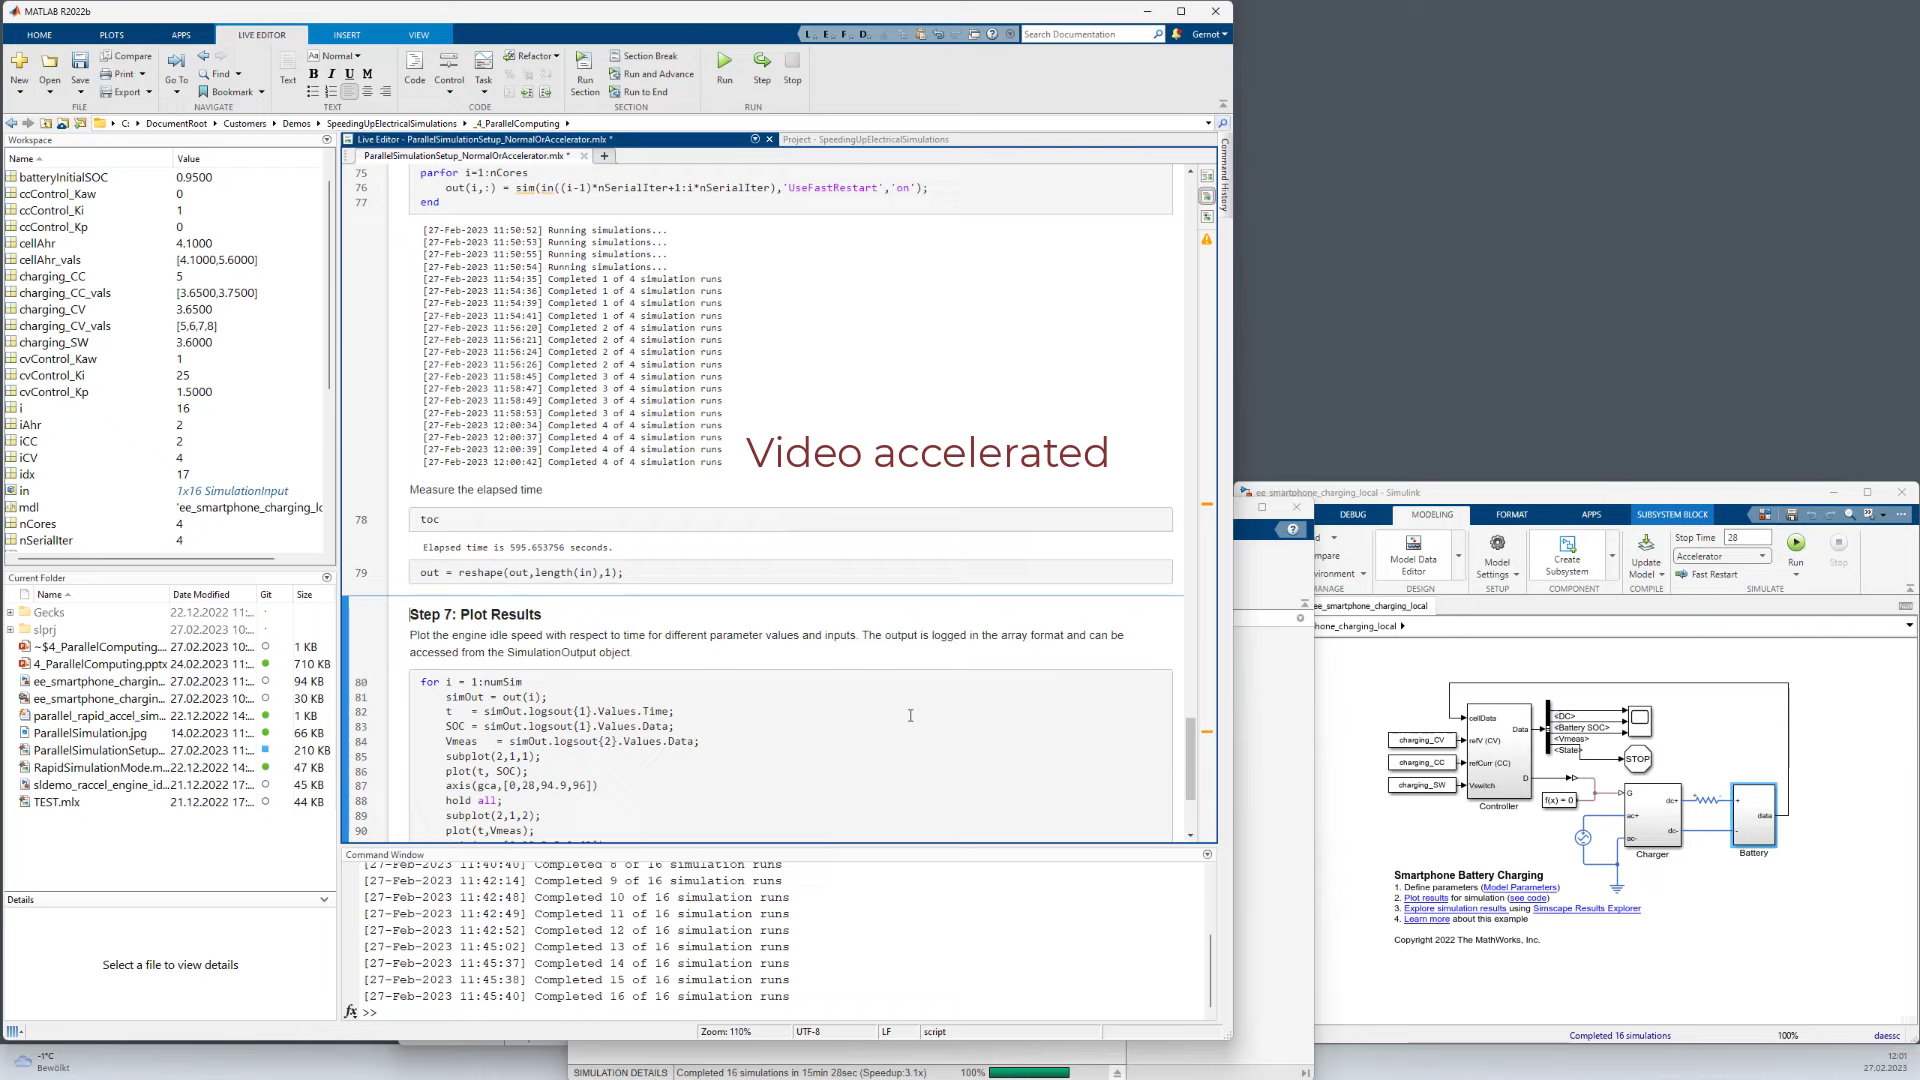 MATLAB R2022b
HOME PLOTS APPS LIVE EDITOR INSERT VIEW
Search Documentation Gernot
New Open Save Compare Print Export
FILE
Go To Find Bookmark
NAVIGATE
Text Normal
B I U M
TEXT
Code Control Task Refactor
CODE
Run Section Section Break Run and Advance Run to End
SECTION
Run Step Stop
RUN
C: DocumentRoot Customers Demos SpeedingUpElectricalSimulations _4_ParallelComputing
Workspace
Name Value
batteryInitialSOC 0.9500
ccControl_Kaw 0
ccControl_Ki 1
ccControl_Kp 0
cellAhr 4.1000
cellAhr_vals [4.1000,5.6000]
charging_CC 5
charging_CC_vals [3.6500,3.7500]
charging_CV 3.6500
charging_CV_vals [5,6,7,8]
charging_SW 3.6000
cvControl_Kaw 1
cvControl_Ki 25
cvControl_Kp 1.5000
i 16
iAhr 2
iCC 2
iCV 4
idx 17
in 1x16 SimulationInput
mdl 'ee_smartphone_charging_lo
nCores 4
nSerialIter 4
Current Folder
Name Date Modified Git Size
Gecks 22.12.2022 11:...
slprj 27.02.2023 10:...
~$4_ParallelComputing.... 27.02.2023 10:... 1 KB
4_ParallelComputing.pptx 27.02.2023 11:... 710 KB
ee_smartphone_chargin... 27.02.2023 11:... 94 KB
ee_smartphone_chargin... 27.02.2023 10:... 30 KB
parallel_rapid_accel_sim... 22.12.2022 14:... 1 KB
ParallelSimulation.jpg 14.02.2023 11:... 66 KB
ParallelSimulationSetup... 27.02.2023 11:... 210 KB
RapidSimulationMode.m... 22.12.2022 14:... 47 KB
sldemo_raccel_engine_id... 27.02.2023 11:... 45 KB
TEST.mlx 21.12.2022 12:... 44 KB
Details
Select a file to view details
Live Editor - ParallelSimulationSetup_NormalOrAccelerator.mlx *
Project - SpeedingUpElectricalSimulations
ParallelSimulationSetup_NormalOrAccelerator.mlx *
Command History
75 parfor i=1:nCores
76 out(i,:) = sim(in((i-1)*nSerialIter+1:i*nSerialIter),'UseFastRestart','on');
77 end
[27-Feb-2023 11:50:52] Running simulations...
[27-Feb-2023 11:50:53] Running simulations...
[27-Feb-2023 11:50:55] Running simulations...
[27-Feb-2023 11:50:54] Running simulations...
[27-Feb-2023 11:54:35] Completed 1 of 4 simulation runs
[27-Feb-2023 11:54:36] Completed 1 of 4 simulation runs
[27-Feb-2023 11:54:39] Completed 1 of 4 simulation runs
[27-Feb-2023 11:54:41] Completed 1 of 4 simulation runs
[27-Feb-2023 11:56:20] Completed 2 of 4 simulation runs
[27-Feb-2023 11:56:21] Completed 2 of 4 simulation runs
[27-Feb-2023 11:56:24] Completed 2 of 4 simulation runs
[27-Feb-2023 11:56:26] Completed 2 of 4 simulation runs
[27-Feb-2023 11:58:45] Completed 3 of 4 simulation runs
[27-Feb-2023 11:58:47] Completed 3 of 4 simulation runs
[27-Feb-2023 11:58:49] Completed 3 of 4 simulation runs
[27-Feb-2023 11:58:53] Completed 3 of 4 simulation runs
[27-Feb-2023 12:00:34] Completed 4 of 4 simulation runs
[27-Feb-2023 12:00:37] Completed 4 of 4 simulation runs
[27-Feb-2023 12:00:39] Completed 4 of 4 simulation runs
[27-Feb-2023 12:00:42] Completed 4 of 4 simulation runs
Video accelerated
Measure the elapsed time
78 toc
Elapsed time is 595.653756 seconds.
79 out = reshape(out,length(in),1);
Step 7: Plot Results
Plot the engine idle speed with respect to time for different parameter values and inputs. The output is logged in the array format and can be
accessed from the SimulationOutput object.
80 for i = 1:numSim
81 simOut = out(i);
82 t = simOut.logsout{1}.Values.Time;
83 SOC = simOut.logsout{1}.Values.Data;
84 Vmeas = simOut.logsout{2}.Values.Data;
85 subplot(2,1,1);
86 plot(t, SOC);
87 axis(gca,[0,28,94.9,96])
88 hold all;
89 subplot(2,1,2);
90 plot(t,Vmeas);
Command Window
[27-Feb-2023 11:40:40] Completed 8 of 16 simulation runs
[27-Feb-2023 11:42:14] Completed 9 of 16 simulation runs
[27-Feb-2023 11:42:48] Completed 10 of 16 simulation runs
[27-Feb-2023 11:42:49] Completed 11 of 16 simulation runs
[27-Feb-2023 11:42:52] Completed 12 of 16 simulation runs
[27-Feb-2023 11:45:02] Completed 13 of 16 simulation runs
[27-Feb-2023 11:45:37] Completed 14 of 16 simulation runs
[27-Feb-2023 11:45:38] Completed 15 of 16 simulation runs
[27-Feb-2023 11:45:40] Completed 16 of 16 simulation runs
fx >>
Zoom: 110% UTF-8 LF script
ee_smartphone_charging_local - Simulink
DEBUG MODELING FORMAT APPS SUBSYSTEM BLOCK
Model Data Editor
DESIGN
Model Settings
SETUP
Create Subsystem
COMPONENT
Update Model
COMPILE
Stop Time 28
Accelerator
Fast Restart
Run Stop
SIMULATE
ee_smartphone_charging_local
hone_charging_local
charging_CV
charging_CC
charging_SW
cellData
refV (CV)
refCurr (CC)
Vswitch
Data
D
Controller
<DC>
<Battery SOC>
<Vmeas>
<State>
STOP
f(x) = 0
G
ac+
ac-
dc+
dc-
Charger
+
-
data
Battery
Smartphone Battery Charging
1. Define parameters (Model Parameters)
2. Plot results for simulation (see code)
3. Explore simulation results using Simscape Results Explorer
4. Learn more about this example
Copyright 2022 The MathWorks, Inc.
Completed 16 simulations 100% daessc
SIMULATION DETAILS Completed 16 simulations in 15min 28sec (Speedup:3.1x) 100%
-1°C
Bewölkt
12:01
27.02.2023